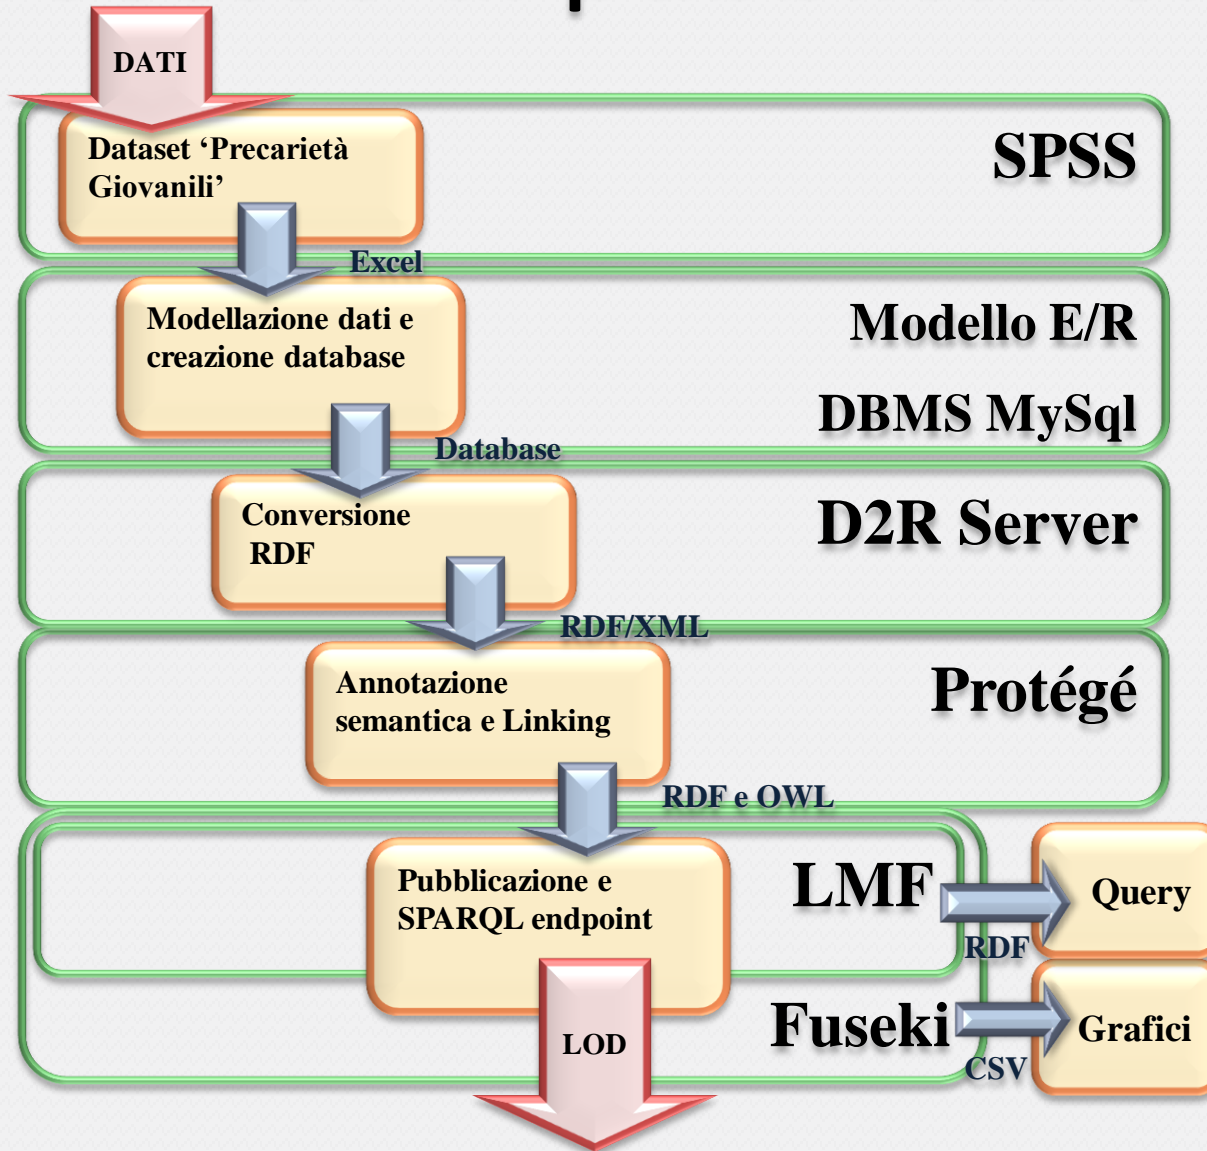 DATI
Dataset ‘Precarietà
Giovanili’
SPSS
Excel
Modellazione dati e
creazione database
Modello E/R
DBMS MySql
Database
Conversione
RDF
D2R Server
RDF/XML
Annotazione
semantica e Linking
Protégé
RDF e OWL
Pubblicazione e
SPARQL endpoint
LMF
RDF
Query
Fuseki
CSV
Grafici
LOD